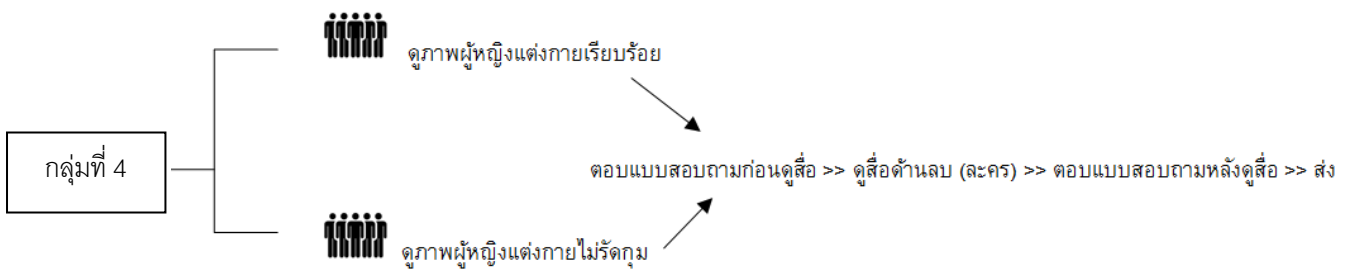 ดูภาพผู้หญิงแต่งกายเรียบร้อย
กลุ่มที่ 4
ตอบแบบสอบถามก่อนดูสื่อ >> ดูสื่อด้านลบ (ละคร) >> ตอบแบบสอบถามหลังดูสื่อ >> ส่ง
ดูภาพผู้หญิงแต่งกายไม่รัดกุม